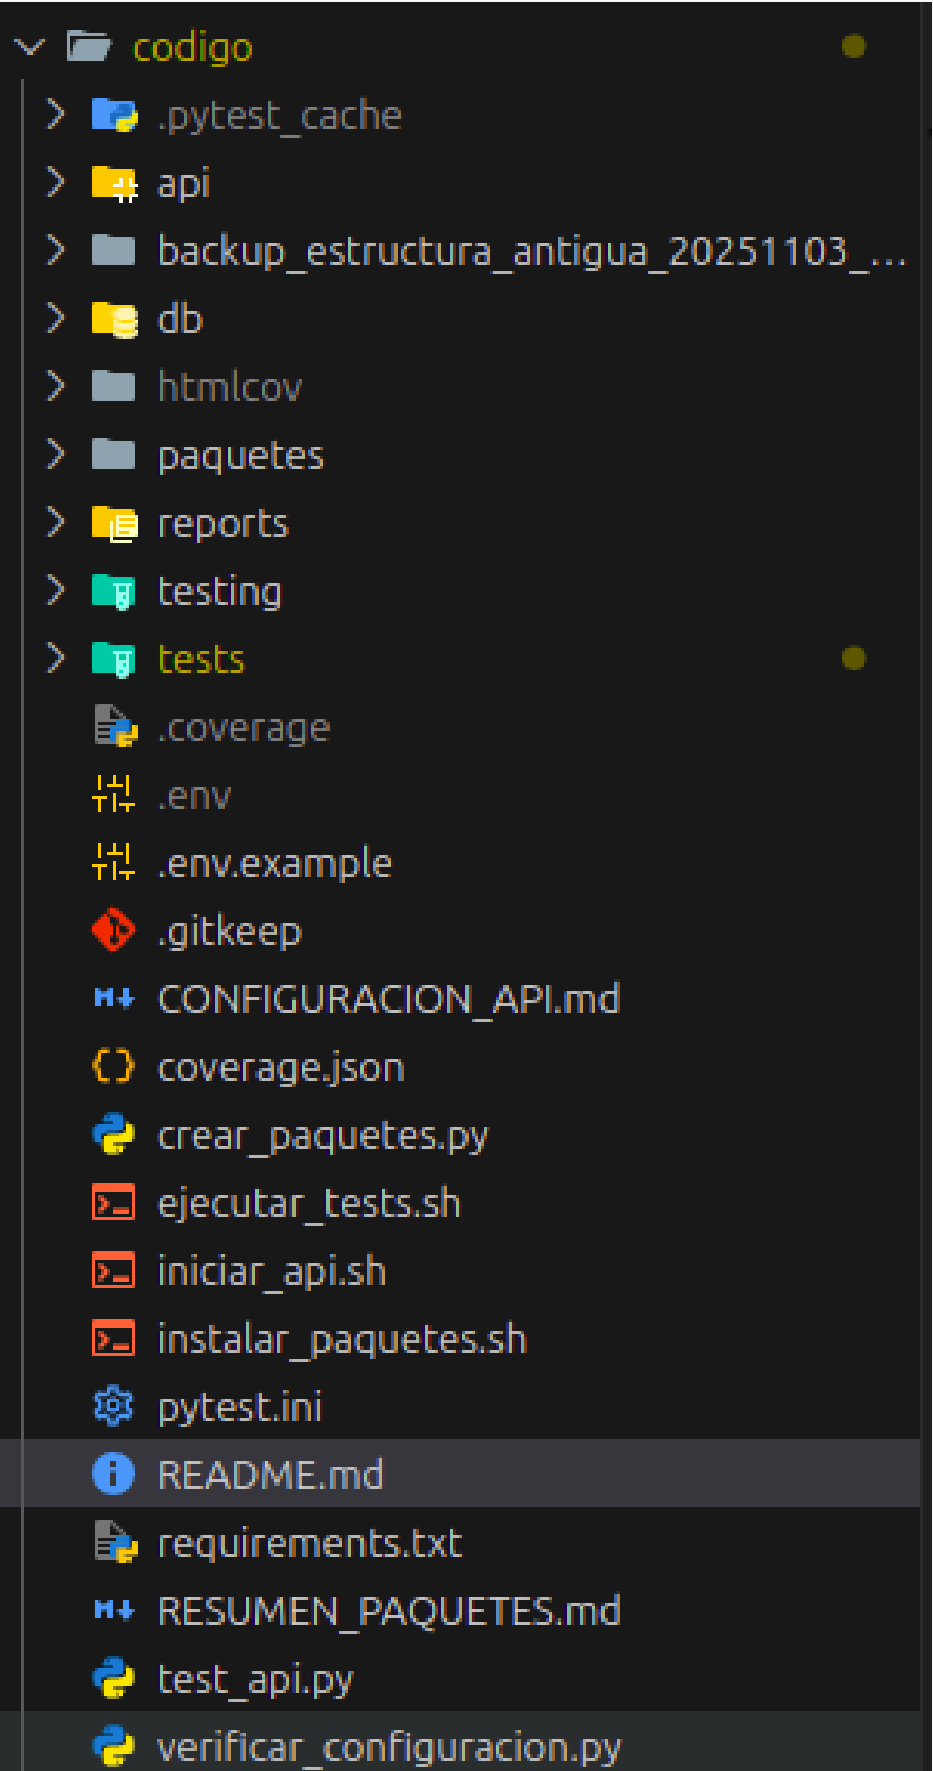 codigo
.pytest_cache
api
backup_estructura_antigua_20251103_...
db
htmlcov
paquetes
reports
testing
tests
.coverage
.env
.env.example
.gitkeep
CONFIGURACION_API.md
coverage.json
crear_paquetes.py
ejecutar_tests.sh
iniciar_api.sh
instalar_paquetes.sh
pytest.ini
README.md
requirements.txt
RESUMEN_PAQUETES.md
test_api.py
verificar_configuracion.py